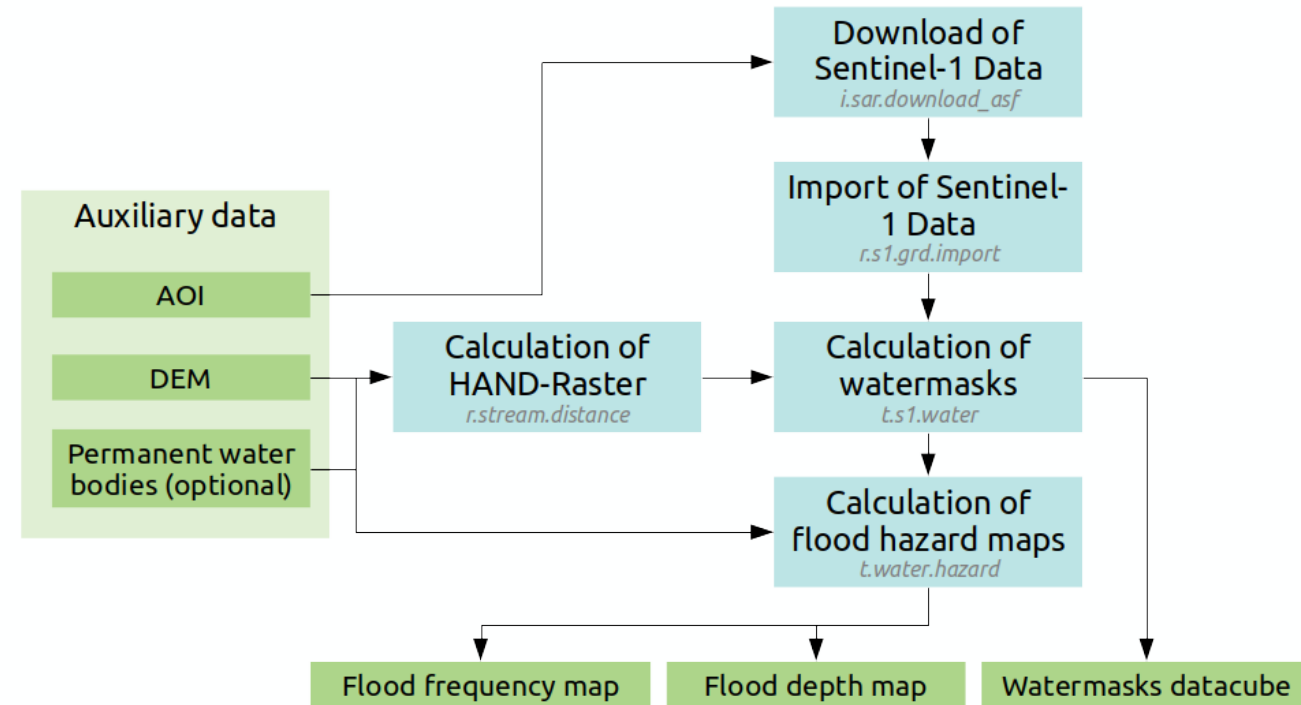 Download of
Sentinel-1 Data
i.sar.download_asf
Import of Sentinel-
1 Data
r.s1.grd.import
Auxiliary data
AOI
DEM
Permanent water
bodies (optional)
Calculation of
HAND-Raster
r.stream.distance
Calculation of
watermasks
t.s1.water
Calculation of
flood hazard maps
t.water.hazard
Flood frequency map
Flood depth map
Watermasks datacube